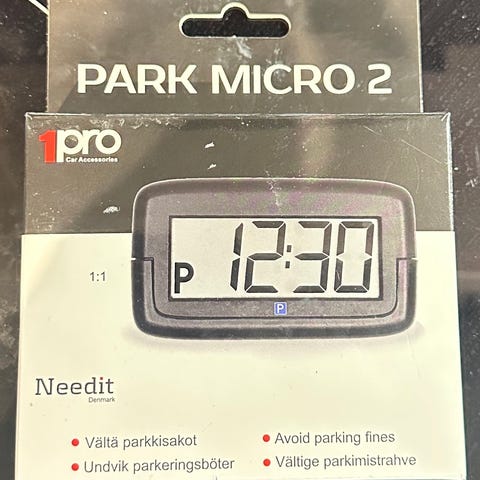 PARK MICRO 2
1pro
Car Accessories
1:1
P 12:30
P
Needit
Denmark
• Vältä parkkisakot
• Avoid parking fines
• Undvik parkeringsböter
• Vältige parkimistrahve